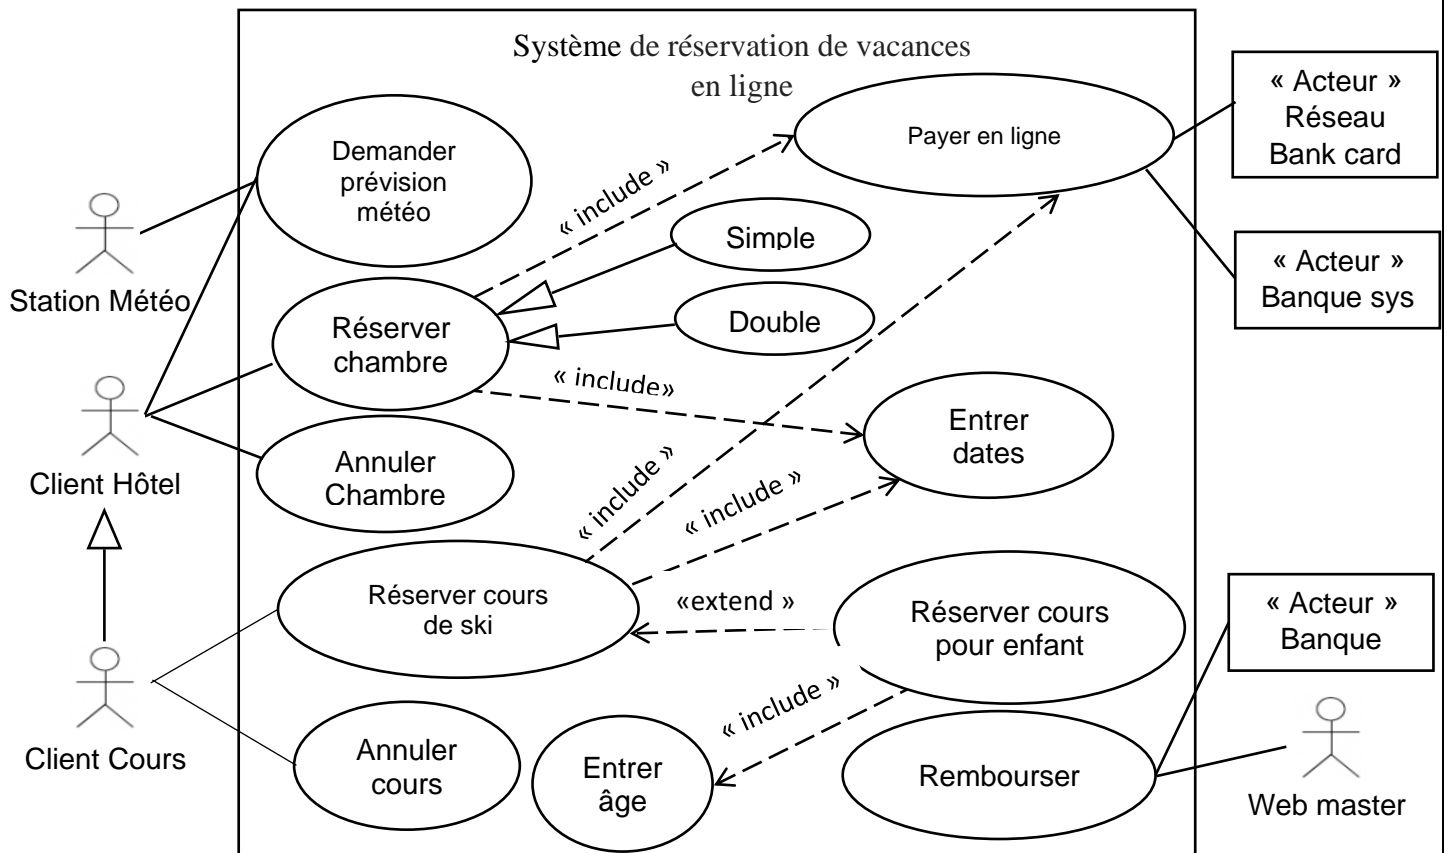 Système de réservation de vacances
en ligne
« Acteur »
Réseau
Bank card
Demander
prévision
météo
Payer en ligne
« include »
Simple
Station Météo
« Acteur »
Banque sys
Réserver
chambre
Double
« include»
Entrer
dates
Client Hôtel
Annuler
Chambre
« include »
« include »
Réserver cours
de ski
«extend »
Réserver cours
pour enfant
« Acteur »
Banque
« include »
Client Cours
Annuler
cours
Entrer
âge
Rembourser
Web master